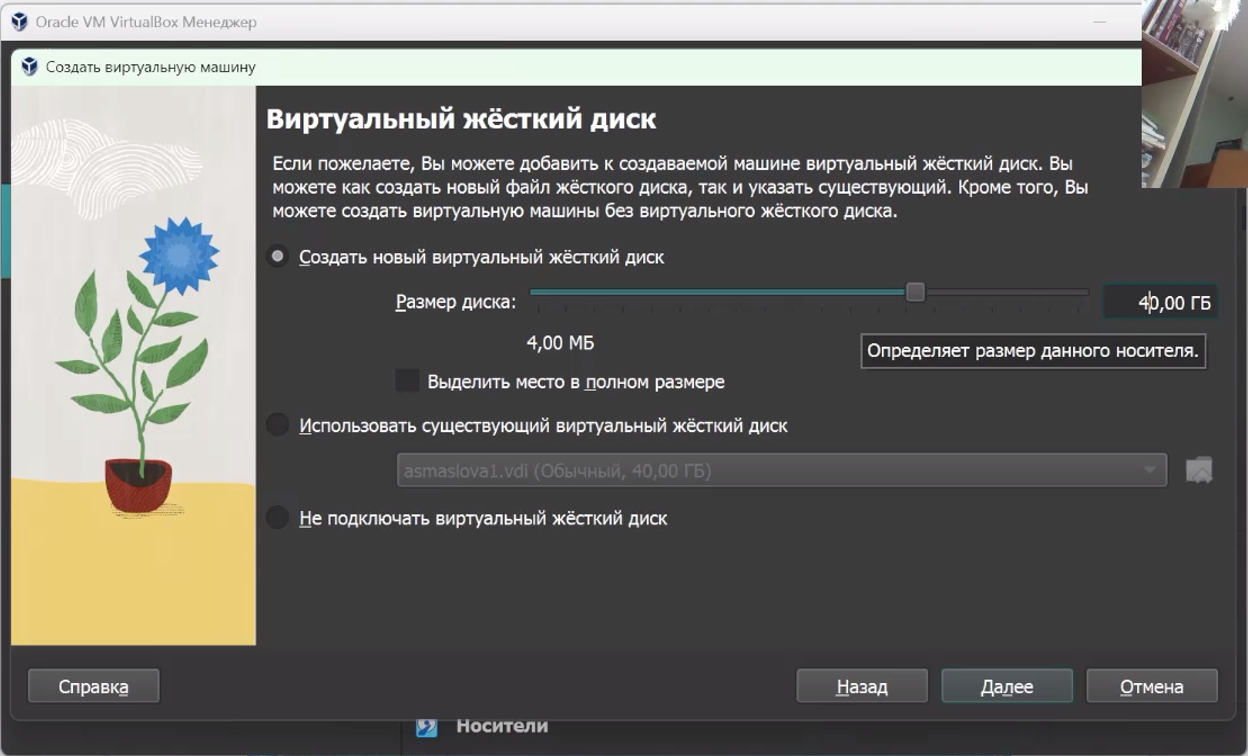 Oracle VM VirtualBox Менеджер
Создать виртуальную машину
Виртуальный жёсткий диск
Если пожелаете, Вы можете добавить к создаваемой машине виртуальный жёсткий диск. Вы
можете как создать новый файл жёсткого диска, так и указать существующий. Кроме того, Вы
можете создать виртуальную машины без виртуального жёсткого диска.
Создать новый виртуальный жёсткий диск
Размер диска:
40,00 ГБ
4,00 МБ
Определяет размер данного носителя.
Выделить место в полном размере
Использовать существующий виртуальный жёсткий диск
asmaslova1.vdi (Обычный, 40,00 ГБ)
Не подключать виртуальный жёсткий диск
Справка
Назад
Далее
Отмена
Носители